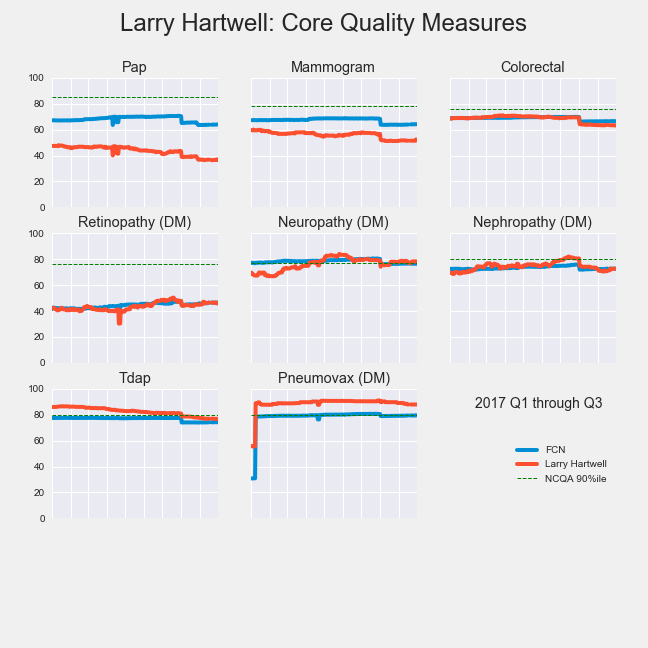 Larry Hartwell: Core Quality Measures
Pap
Mammogram
Colorectal
100
80
60
40
20
0
Retinopathy (DM)
Neuropathy (DM)
Nephropathy (DM)
100
80
60
40
20
0
Tdap
Pneumovax (DM)
100
80
60
40
20
0
2017 Q1 through Q3
FCN
Larry Hartwell
NCQA 90%ile